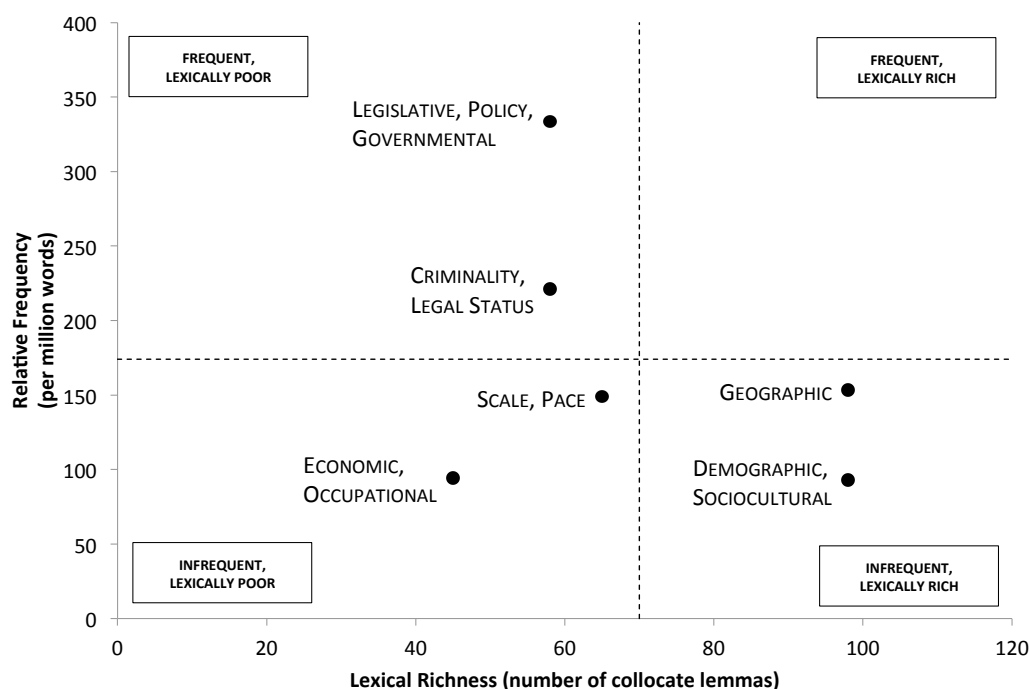 400
350
300
250
200
150
100
50
0
Relative Frequency
(per million words)
FREQUENT,
LEXICALLY POOR
FREQUENT,
LEXICALLY RICH
LEGISLATIVE, POLICY,
GOVERNMENTAL
CRIMINALITY,
LEGAL STATUS
SCALE, PACE
GEOGRAPHIC
ECONOMIC,
OCCUPATIONAL
DEMOGRAPHIC,
SOCIOCULTURAL
INFREQUENT,
LEXICALLY POOR
INFREQUENT,
LEXICALLY RICH
0 20 40 60 80 100 120
Lexical Richness (number of collocate lemmas)